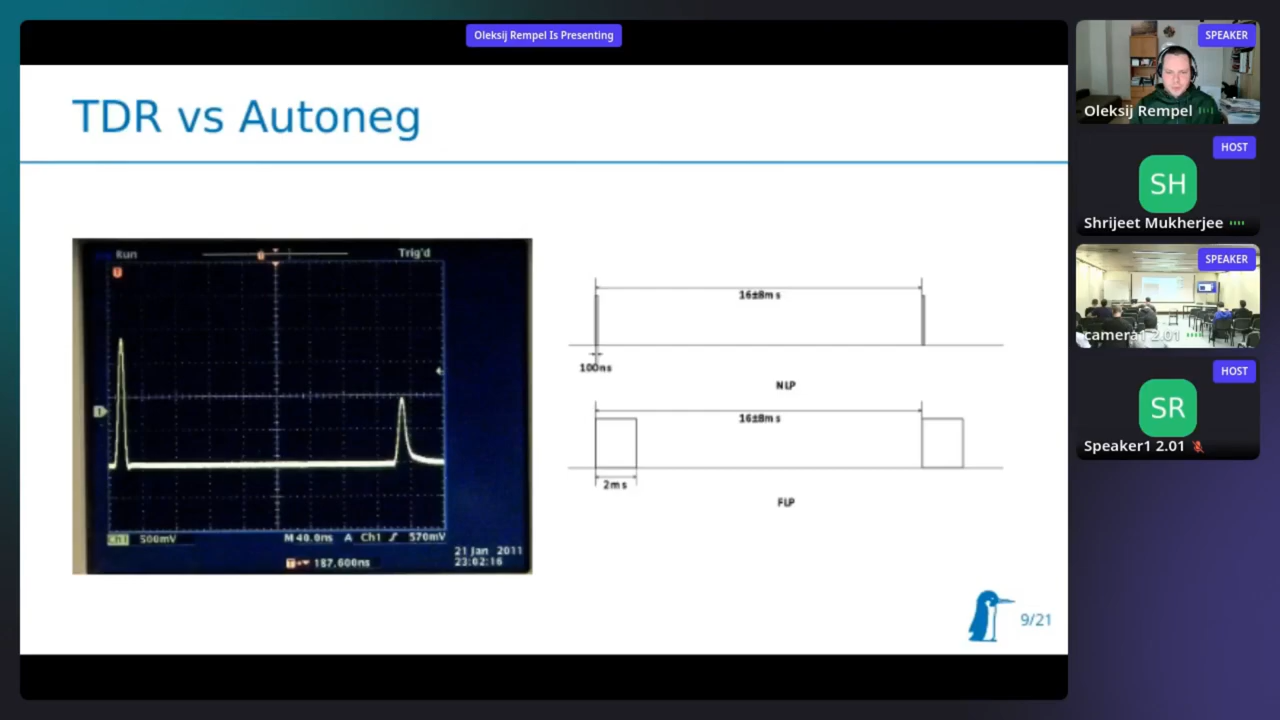 Oleksij Rempel Is Presenting
TDR vs Autoneg
Run
Trig'd
Ch1 500mV
M 40.0ns A Ch1 570mV
187.600ns
21 Jan 2011
23:02:16
16±8ms
100ns
NLP
16±8ms
2ms
FLP
9/21
SPEAKER
Oleksij Rempel
HOST
SH
Shrijeet Mukherjee
SPEAKER
camera1 2.01
HOST
SR
Speaker1 2.01